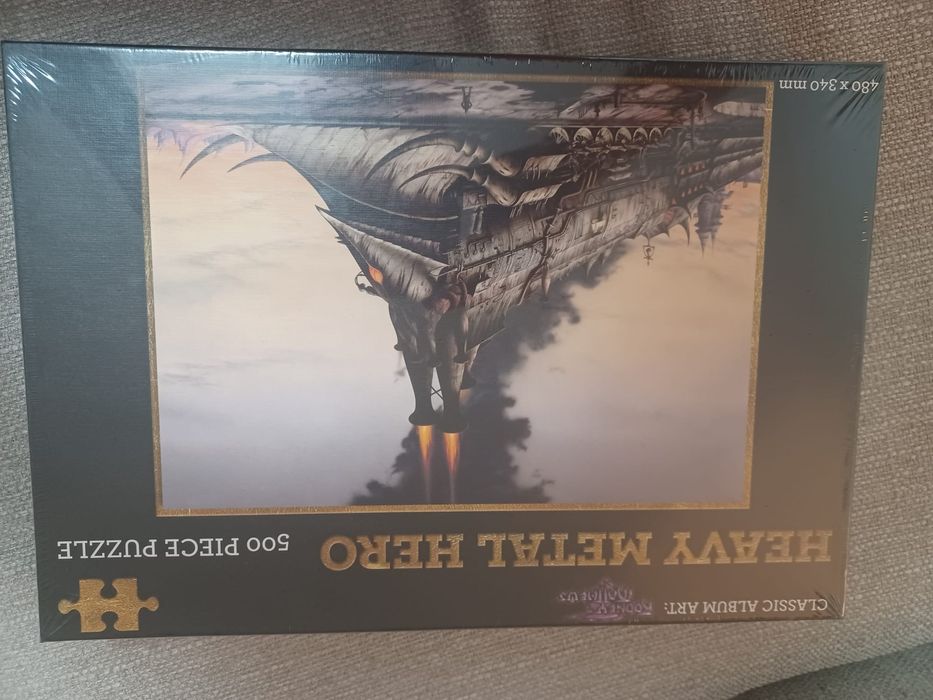 CLASSIC ALBUM ART: RODNEY MATTHEWS
HEAVY METAL HERO 500 PIECE PUZZLE
480 x 340 mm